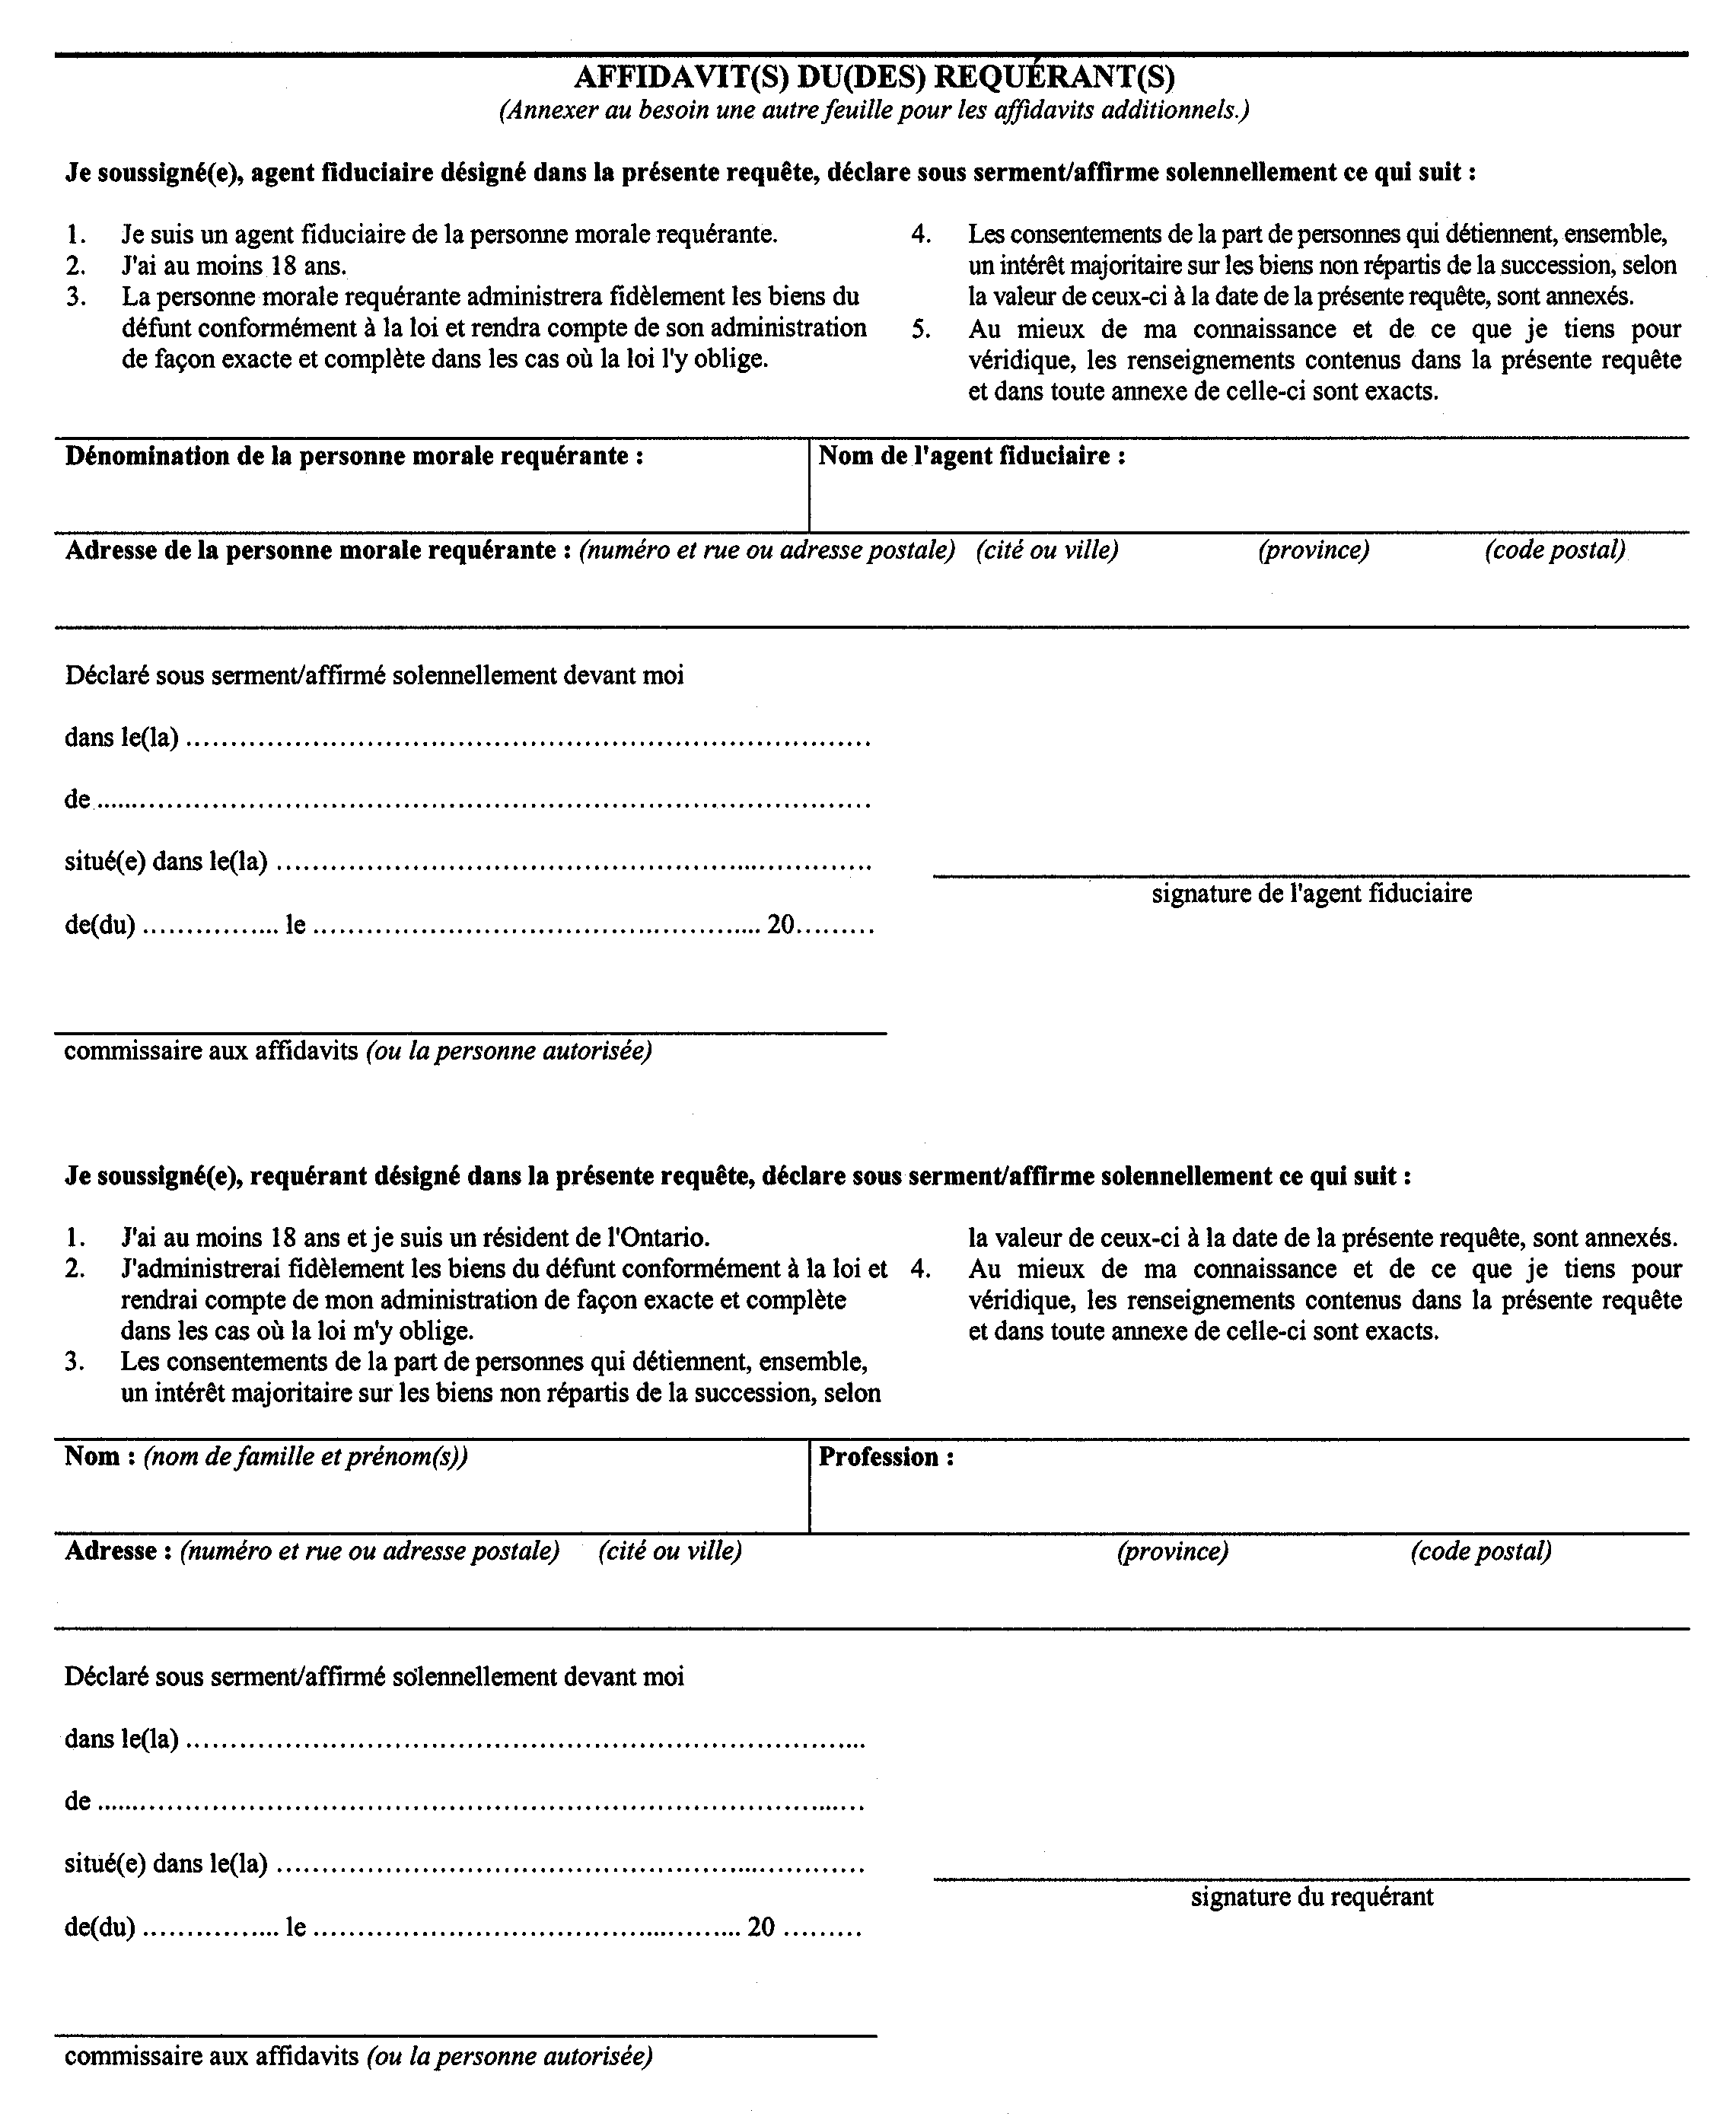 AFFIDAVIT(S) DU(DES) REQUÉRANT(S)
(Annexer au besoin une autre feuille pour les affidavits additionnels.)
Je soussigné(e), agent fiduciaire désigné dans la présente requête, déclare sous serment/affirme solennellement ce qui suit :
1. Je suis un agent fiduciaire de la personne morale requérante.
2. J'ai au moins 18 ans.
3. La personne morale requérante administrera fidèlement les biens du
défunt conformément à la loi et rendra compte de son administration
de façon exacte et complète dans les cas où la loi l'y oblige.
4. Les consentements de la part de personnes qui détiennent, ensemble,
un intérêt majoritaire sur les biens non répartis de la succession, selon
la valeur de ceux-ci à la date de la présente requête, sont annexés.
5. Au mieux de ma connaissance et de ce que je tiens pour
véridique, les renseignements contenus dans la présente requête
et dans toute annexe de celle-ci sont exacts.
Dénomination de la personne morale requérante :
Nom de l'agent fiduciaire :
Adresse de la personne morale requérante : (numéro et rue ou adresse postale) (cité ou ville) (province) (code postal)
Déclaré sous serment/affirmé solennellement devant moi
dans le(la) ..........................................................................
de ....................................................................................
situé(e) dans le(la) ................................................................
de(du) ................ le .................................................. 20.........
signature de l'agent fiduciaire
commissaire aux affidavits (ou la personne autorisée)
Je soussigné(e), requérant désigné dans la présente requête, déclare sous serment/affirme solennellement ce qui suit :
1. J'ai au moins 18 ans et je suis un résident de l'Ontario.
2. J'administrerai fidèlement les biens du défunt conformément à la loi et
rendrai compte de mon administration de façon exacte et complète
dans les cas où la loi m'y oblige.
3. Les consentements de la part de personnes qui détiennent, ensemble,
un intérêt majoritaire sur les biens non répartis de la succession, selon
la valeur de ceux-ci à la date de la présente requête, sont annexés.
4. Au mieux de ma connaissance et de ce que je tiens pour
véridique, les renseignements contenus dans la présente requête
et dans toute annexe de celle-ci sont exacts.
Nom : (nom de famille et prénom(s))
Profession :
Adresse : (numéro et rue ou adresse postale) (cité ou ville) (province) (code postal)
Déclaré sous serment/affirmé solennellement devant moi
dans le(la) ..........................................................................
de ....................................................................................
situé(e) dans le(la) ................................................................
de(du) ................ le ................................................ 20 .........
signature du requérant
commissaire aux affidavits (ou la personne autorisée)